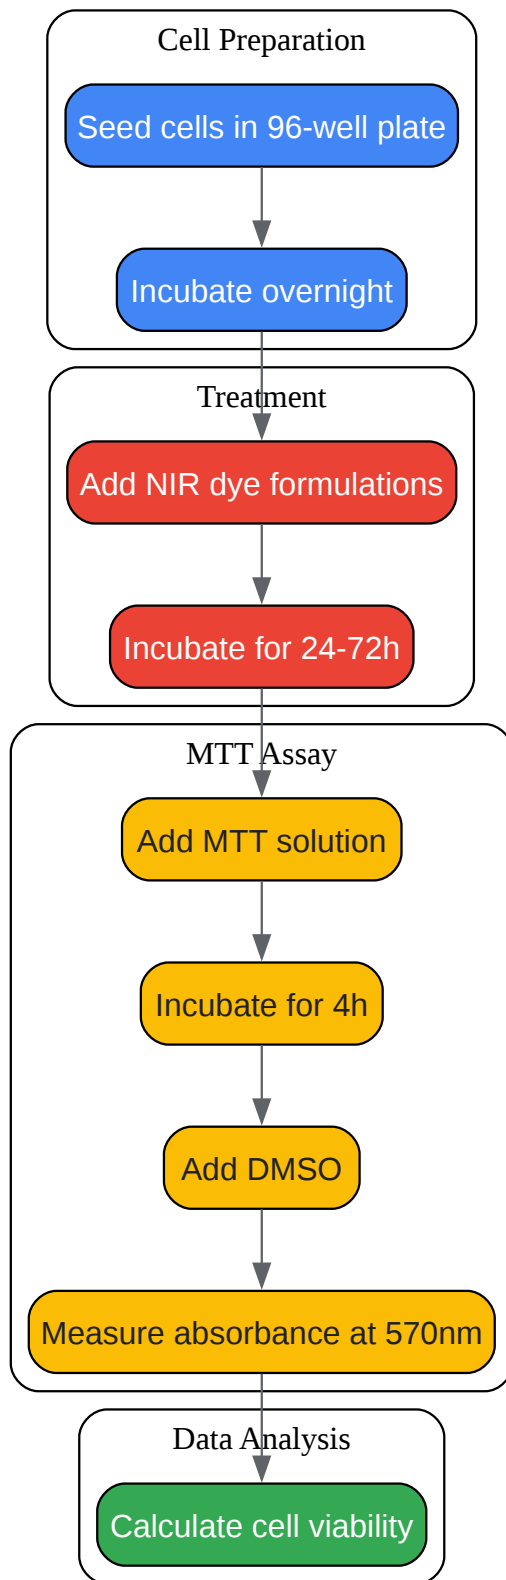 Cell Preparation
Seed cells in 96-well plate
Incubate overnight
Treatment
Add NIR dye formulations
Incubate for 24-72h
MTT Assay
Add MTT solution
Incubate for 4h
Add DMSO
Measure absorbance at 570nm
Data Analysis
Calculate cell viability